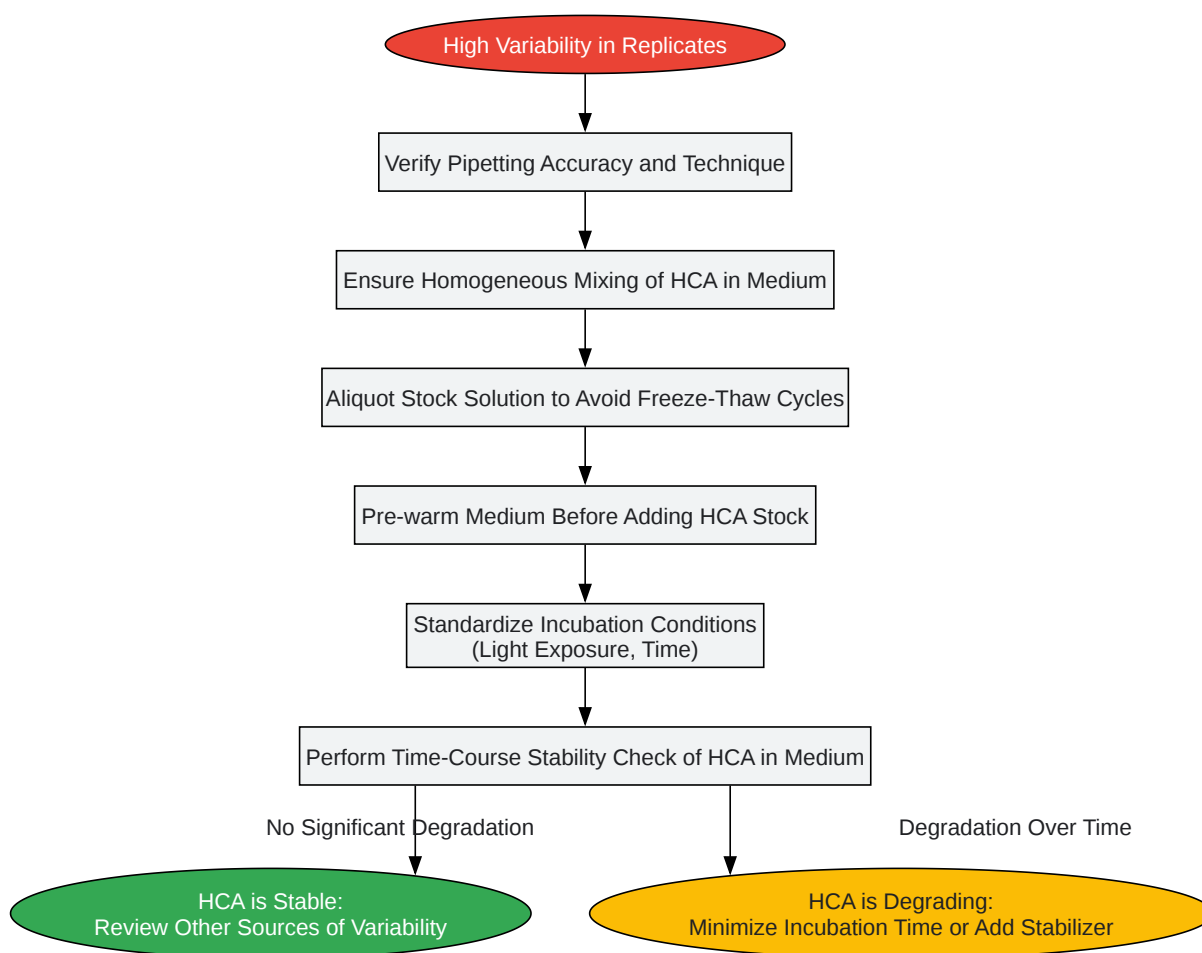 High Variability in Replicates
Verify Pipetting Accuracy and Technique
Ensure Homogeneous Mixing of HCA in Medium
Aliquot Stock Solution to Avoid Freeze-Thaw Cycles
Pre-warm Medium Before Adding HCA Stock
Standardize Incubation Conditions
(Light Exposure, Time)
Perform Time-Course Stability Check of HCA in Medium
No Significant Degradation
Degradation Over Time
HCA is Stable:
Review Other Sources of Variability
HCA is Degrading:
Minimize Incubation Time or Add Stabilizer